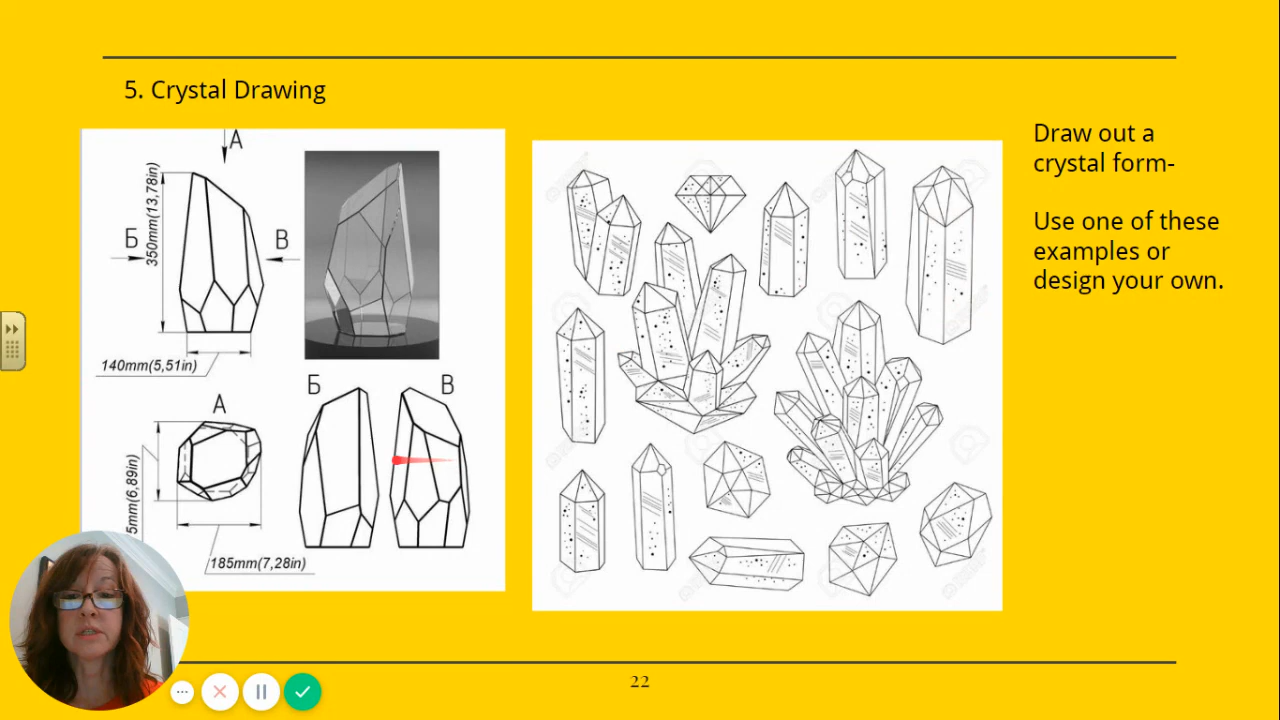 5. Crystal Drawing
А
350mm(13,78in)
Б
В
140mm(5,51in)
А
5mm(6,89in)
185mm(7,28in)
Б
В
Draw out a
crystal form-
Use one of these
examples or
design your own.
22